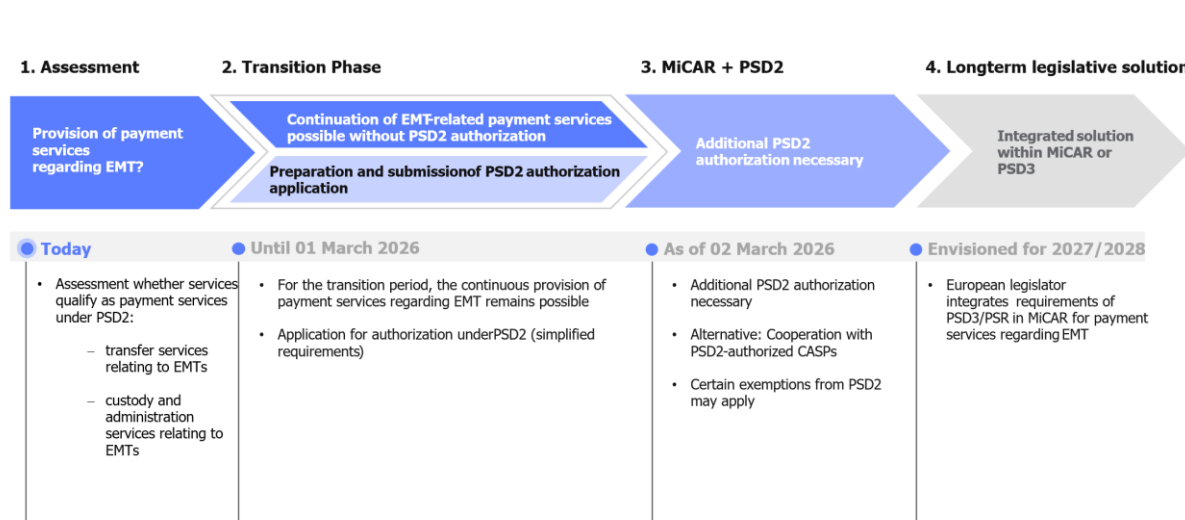 1. Assessment
2. Transition Phase
3. MiCAR + PSD2
4. Longterm legislative solution
Provision of payment
services
regarding EMT?
Continuation of EMT-related payment services
possible without PSD2 authorization
Preparation and submissionof PSD2 authorization
application
Additional PSD2
authorization necessary
Integrated solution
within MiCAR or
PSD3
Today
Until 01 March 2026
As of 02 March 2026
Envisioned for 2027/2028
• Assessment whether services
qualify as payment services
under PSD2:
– transfer services
relating to EMTs
– custody and
administration
services relating to
EMTs
• For the transition period, the continuous provision of
payment services regarding EMT remains possible
• Application for authorization underPSD2 (simplified
requirements)
• Additional PSD2 authorization
necessary
• Alternative: Cooperation with
PSD2-authorized CASPs
• Certain exemptions from PSD2
may apply
• European legislator
integrates requirements of
PSD3/PSR in MiCAR for payment
services regarding EMT